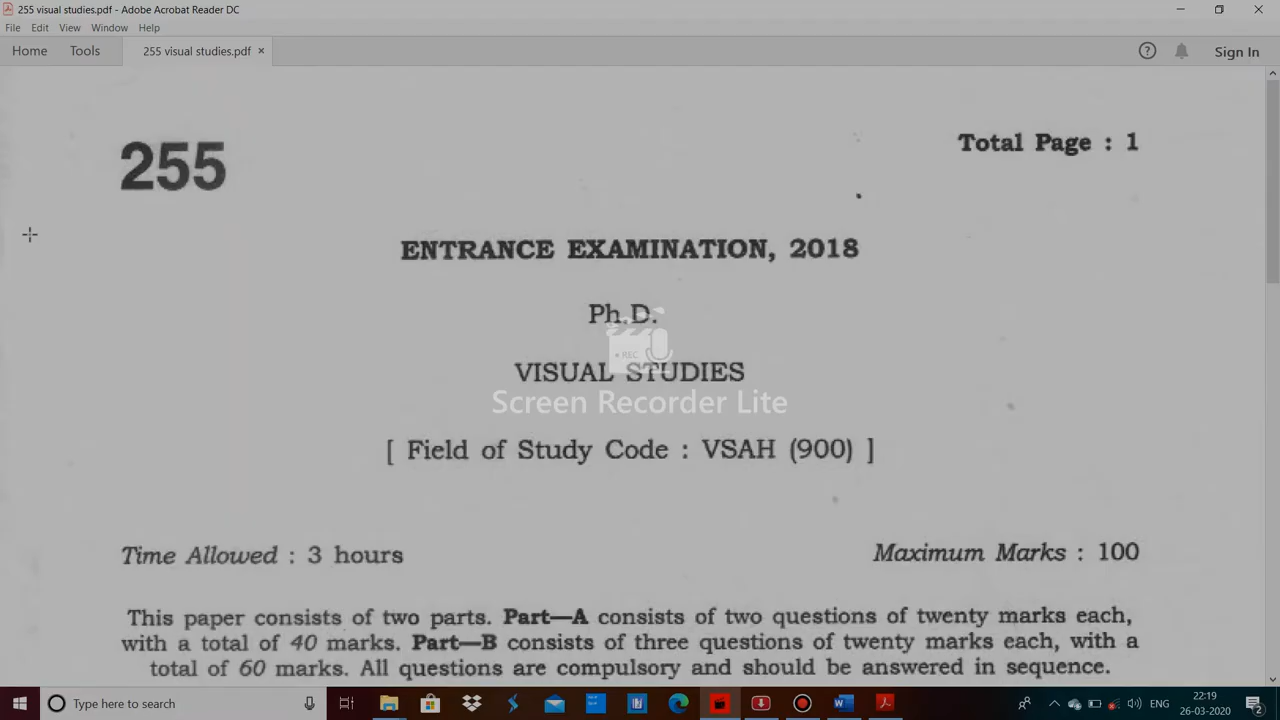 255 visual studies.pdf - Adobe Acrobat Reader DC
File Edit View Window Help
Home Tools 255 visual studies.pdf × Sign In
255 Total Page : 1
ENTRANCE EXAMINATION, 2018
Ph.D.
VISUAL STUDIES
REC
Screen Recorder Lite
[ Field of Study Code : VSAH (900) ]
Time Allowed : 3 hours Maximum Marks : 100
This paper consists of two parts. Part—A consists of two questions of twenty marks each,
with a total of 40 marks. Part—B consists of three questions of twenty marks each, with a
total of 60 marks. All questions are compulsory and should be answered in sequence.
Type here to search ENG 22:19
26-03-2020 2